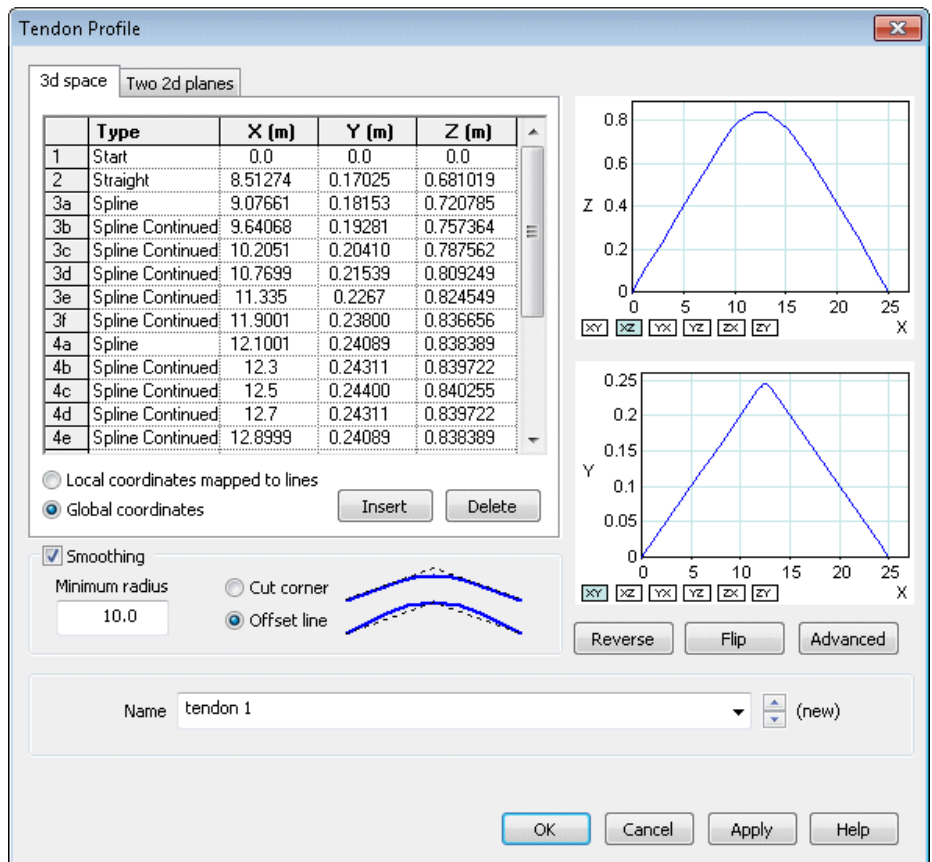 Tendon Profile
3d space Two 2d planes
Type X (m) Y (m) Z (m)
1 Start 0.0 0.0 0.0
2 Straight 8.51274 0.17025 0.681019
3a Spline 9.07661 0.18153 0.720785
3b Spline Continued 9.64068 0.19281 0.757364
3c Spline Continued 10.2051 0.20410 0.787562
3d Spline Continued 10.7699 0.21539 0.809249
3e Spline Continued 11.335 0.2267 0.824549
3f Spline Continued 11.9001 0.23800 0.836656
4a Spline 12.1001 0.24089 0.838389
4b Spline Continued 12.3 0.24311 0.839722
4c Spline Continued 12.5 0.24400 0.840255
4d Spline Continued 12.7 0.24311 0.839722
4e Spline Continued 12.8999 0.24089 0.838389
Local coordinates mapped to lines
Global coordinates Insert Delete
Smoothing
Minimum radius Cut corner
10.0 Offset line
0.8
0.6
Z 0.4
0.2
0
0 5 10 15 20 25
XY XZ YX YZ ZX ZY X
0.25
0.2
0.15
Y
0.1
0.05
0
0 5 10 15 20 25
XY XZ YX YZ ZX ZY X
Reverse Flip Advanced
Name tendon 1 (new)
OK Cancel Apply Help